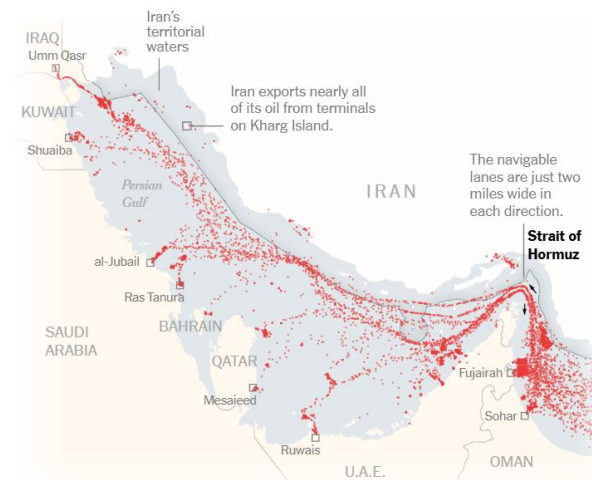 Iran's
territorial
waters
IRAQ
Umm Qasr
Iran exports nearly all
of its oil from terminals
on Kharg Island.
KUWAIT
Shuaiba
The navigable
lanes are just two
miles wide in
each direction.
Persian
Gulf
IRAN
Strait of
Hormuz
al-Jubail
Ras Tanura
BAHRAIN
SAUDI
ARABIA
QATAR
Mesaieed
Fujairah
Sohar
Ruwais
OMAN
U.A.E.